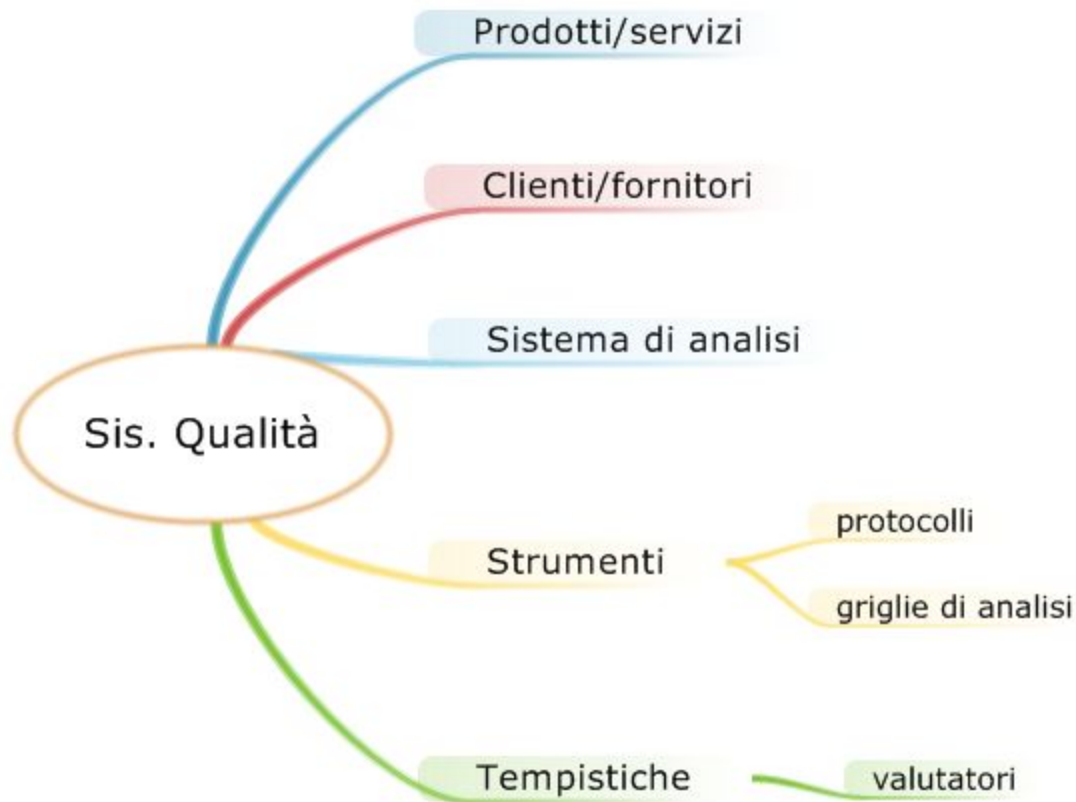 Prodotti/servizi
Clienti/fornitori
Sistema di analisi
Sis. Qualità
Strumenti
protocolli
griglie di analisi
Tempistiche
valutatori